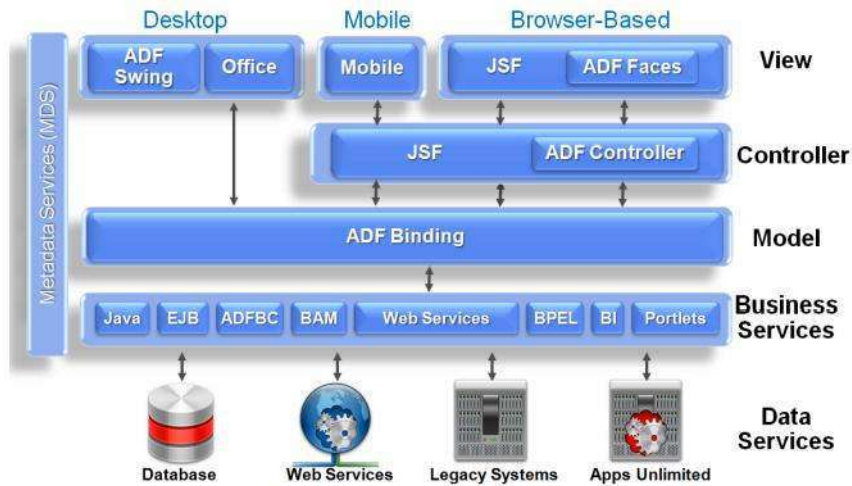 Desktop
Mobile
Browser-Based
ADF
Swing
Office
Mobile
JSF
ADF Faces
View
Metadata Services (MDS)
JSF
ADF Controller
Controller
ADF Binding
Model
Java
EJB
ADFBC
BAM
Web Services
BPEL
BI
Portlets
Business
Services
Database
Web Services
Legacy Systems
Apps Unlimited
Data
Services